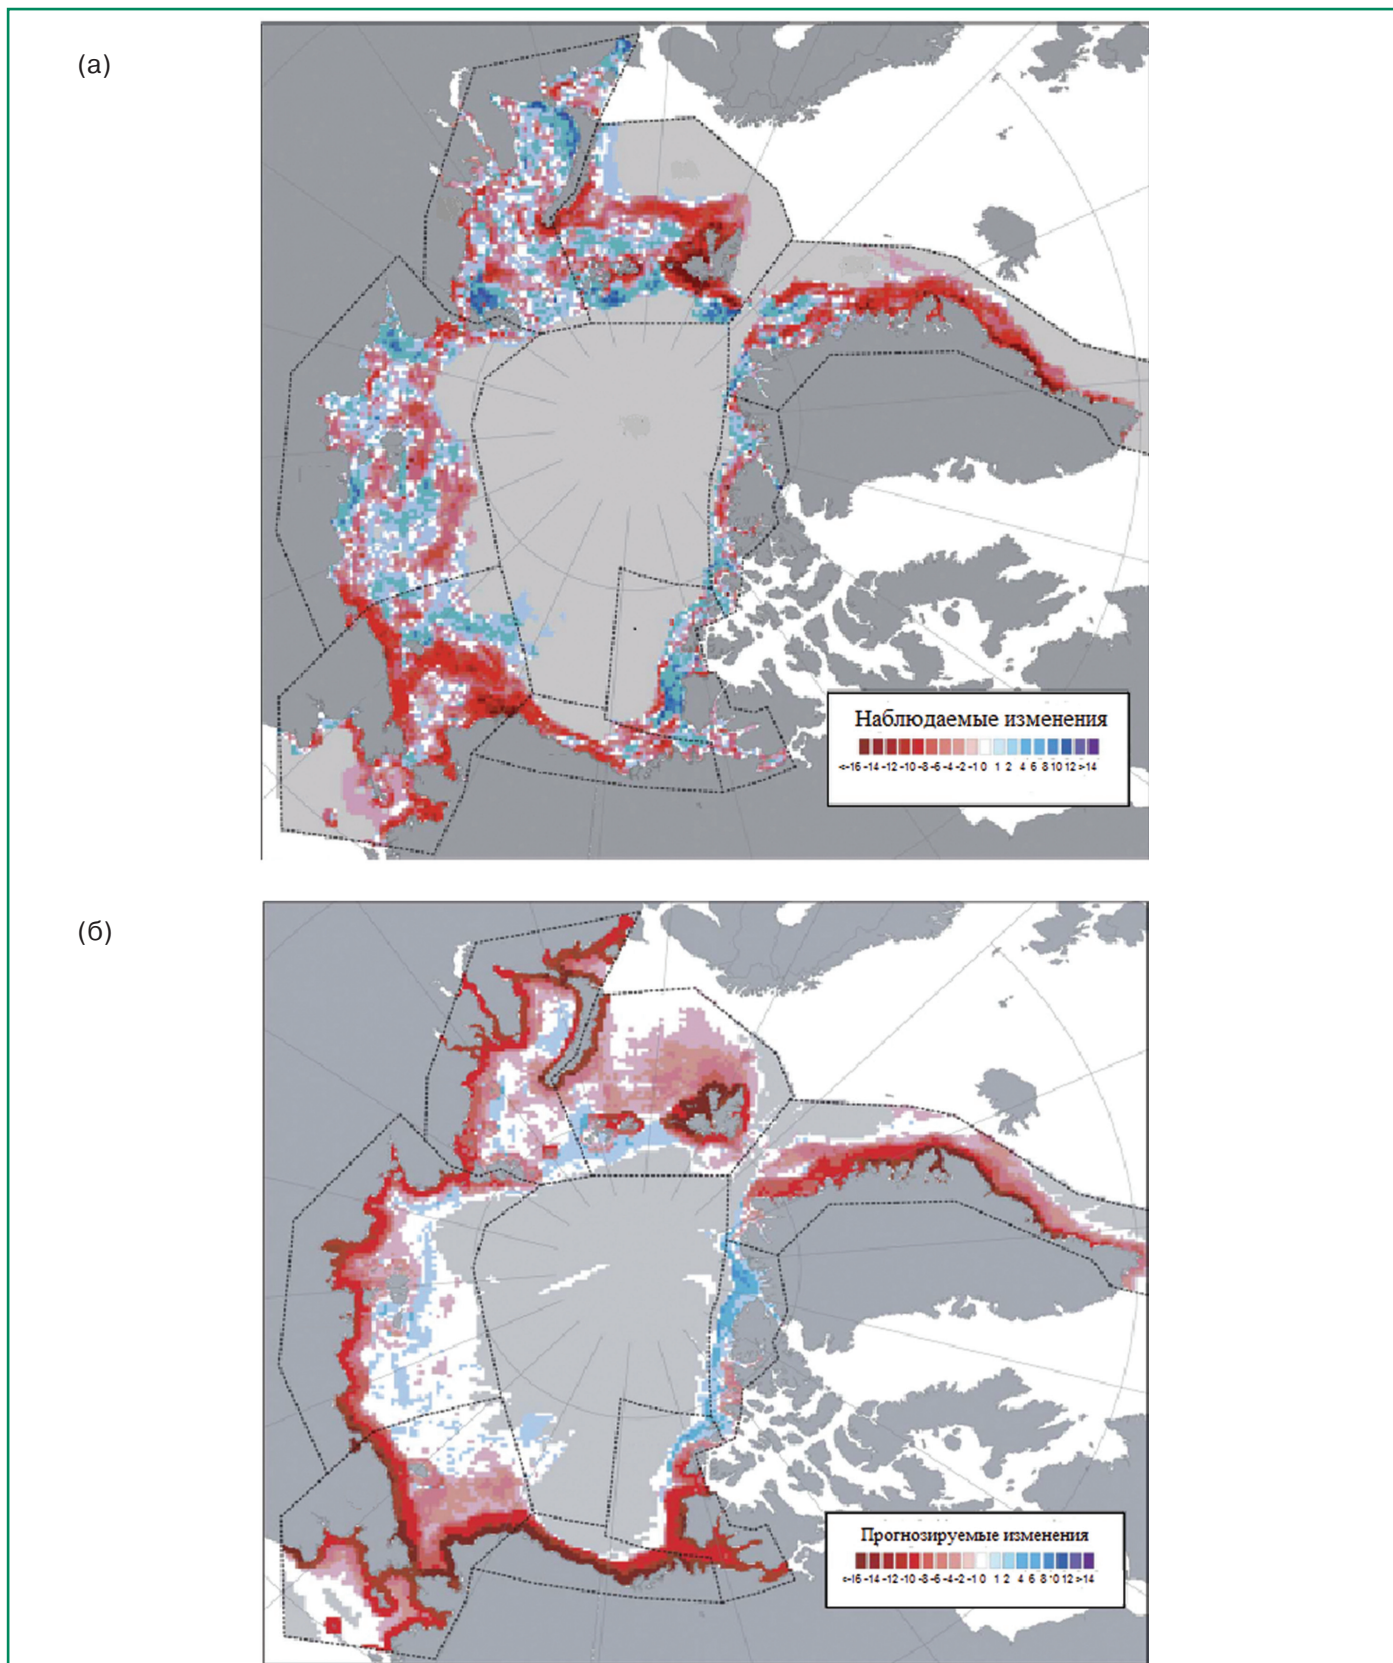 (а)
Наблюдаемые изменения
<-16 -14 -12 -10 -8 -6 -4 -2 -1 0 1 2 4 6 8 10 12 >14
(б)
Прогнозируемые изменения
<-16 -14 -12 -10 -8 -6 -4 -2 -1 0 1 2 4 6 8 10 12 >14